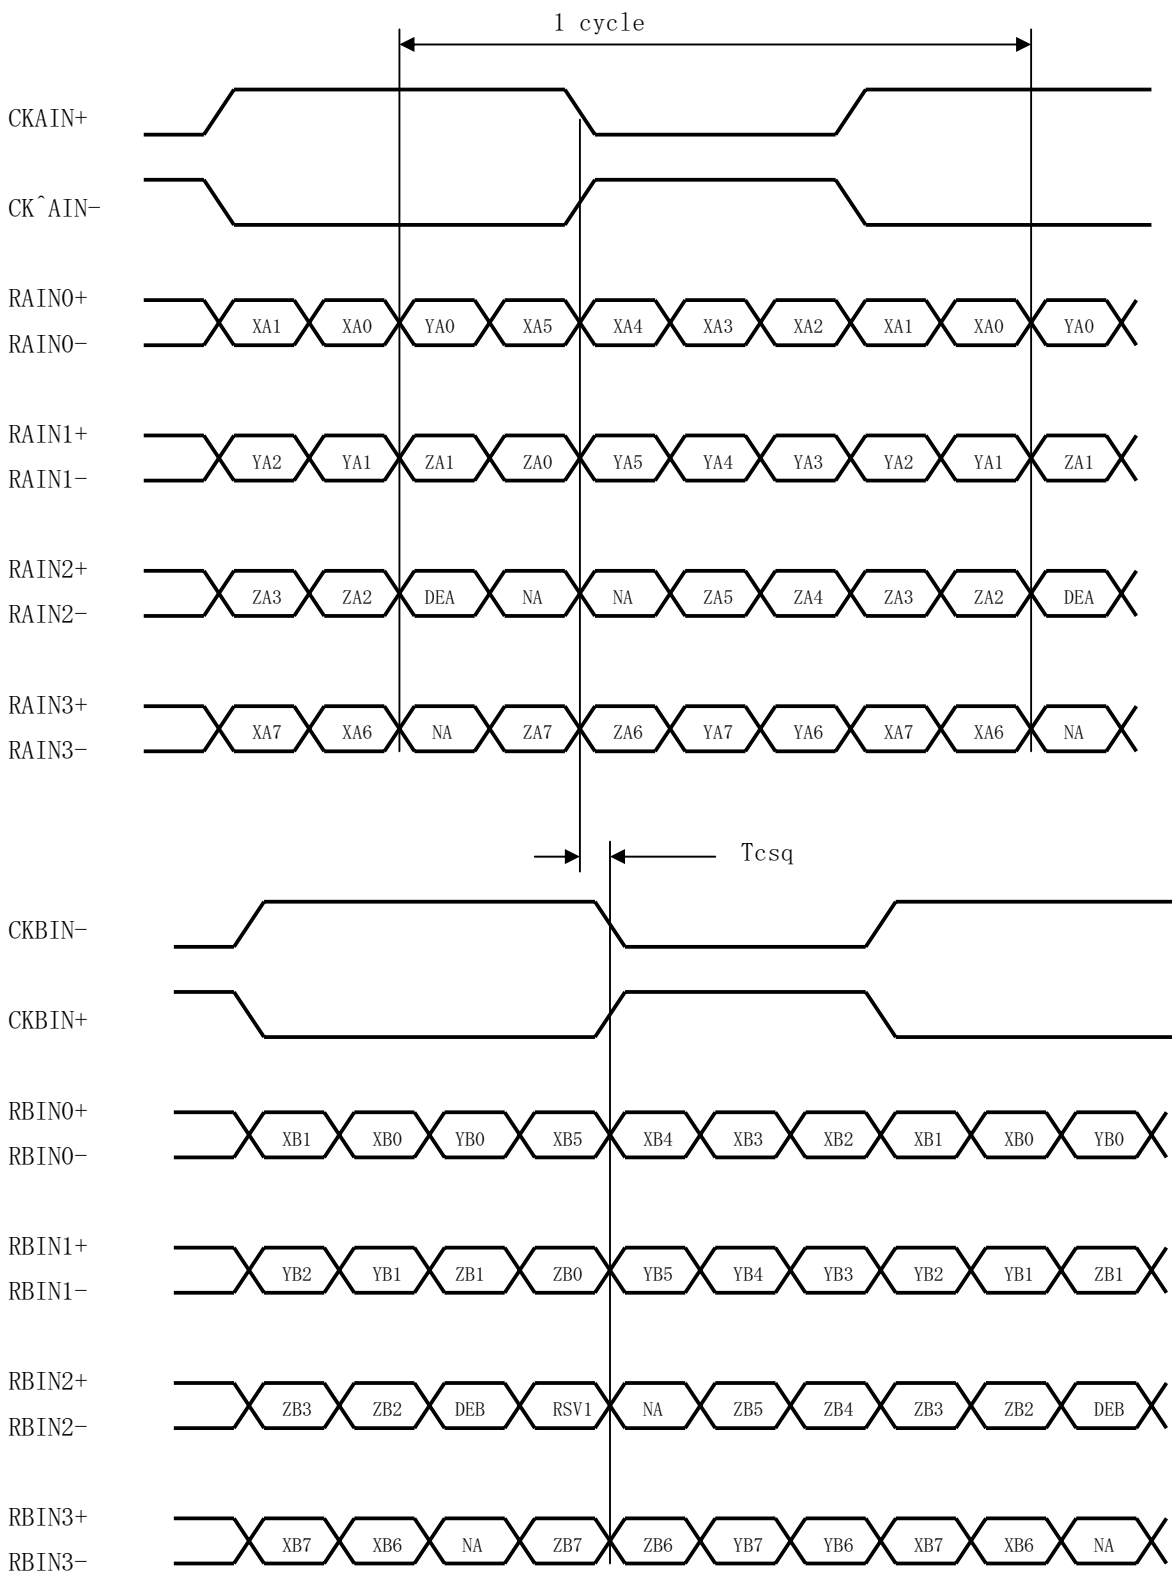 1 cycle
CKAIN+
CK^AIN-
RAIN0+
XA1 XA0 YA0 XA5 XA4 XA3 XA2 XA1 XA0 YA0
RAIN0-
RAIN1+
YA2 YA1 ZA1 ZA0 YA5 YA4 YA3 YA2 YA1 ZA1
RAIN1-
RAIN2+
ZA3 ZA2 DEA NA NA ZA5 ZA4 ZA3 ZA2 DEA
RAIN2-
RAIN3+
XA7 XA6 NA ZA7 ZA6 YA7 YA6 XA7 XA6 NA
RAIN3-
Tcsq
CKBIN-
CKBIN+
RBIN0+
XB1 XB0 YB0 XB5 XB4 XB3 XB2 XB1 XB0 YB0
RBIN0-
RBIN1+
YB2 YB1 ZB1 ZB0 YB5 YB4 YB3 YB2 YB1 ZB1
RBIN1-
RBIN2+
ZB3 ZB2 DEB RSV1 NA ZB5 ZB4 ZB3 ZB2 DEB
RBIN2-
RBIN3+
XB7 XB6 NA ZB7 ZB6 YB7 YB6 XB7 XB6 NA
RBIN3-